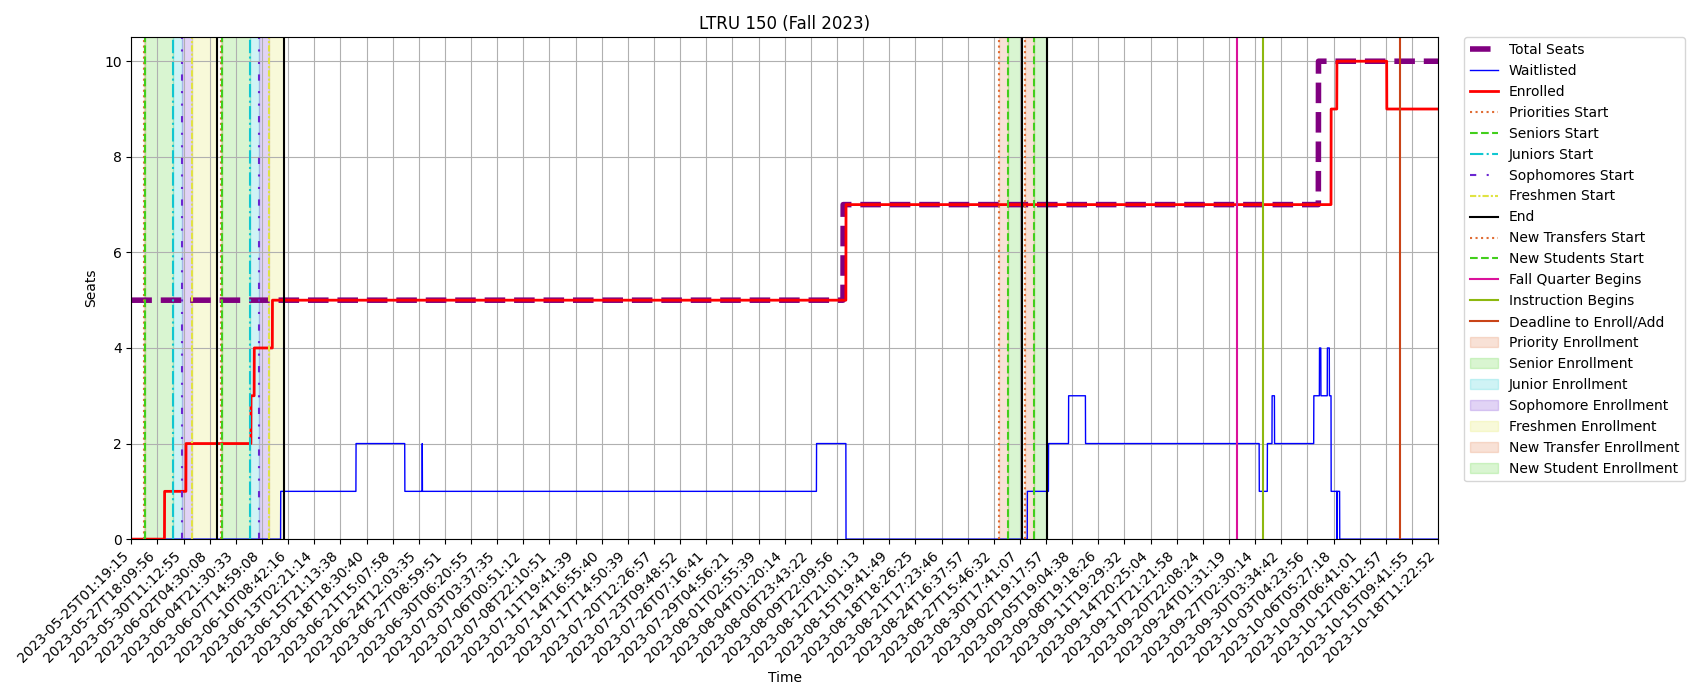 LTRU 150 (Fall 2023)
Seats
10
8
6
4
2
0
2023-05-25T01:19:15
2023-05-27T18:09:56
2023-05-30T11:12:55
2023-06-02T04:30:08
2023-06-04T21:30:33
2023-06-07T14:59:08
2023-06-10T08:42:16
2023-06-13T02:21:14
2023-06-15T21:13:38
2023-06-18T18:30:40
2023-06-21T15:07:58
2023-06-24T12:03:35
2023-06-27T08:59:51
2023-06-30T06:20:55
2023-07-03T03:37:35
2023-07-06T00:51:12
2023-07-08T22:10:51
2023-07-11T19:41:39
2023-07-14T16:55:40
2023-07-17T14:50:39
2023-07-20T12:26:57
2023-07-23T09:48:52
2023-07-26T07:16:41
2023-07-29T04:56:21
2023-08-01T02:55:39
2023-08-04T01:20:14
2023-08-06T23:43:22
2023-08-09T22:09:56
2023-08-12T21:01:13
2023-08-15T19:41:49
2023-08-18T18:26:25
2023-08-21T17:23:46
2023-08-24T16:37:57
2023-08-27T15:46:32
2023-08-30T17:41:07
2023-09-02T19:17:57
2023-09-05T19:04:38
2023-09-08T19:18:26
2023-09-11T19:29:32
2023-09-14T20:25:04
2023-09-17T21:21:58
2023-09-20T22:08:24
2023-09-24T01:31:19
2023-09-27T02:30:14
2023-09-30T03:34:42
2023-10-03T04:23:56
2023-10-06T05:27:18
2023-10-09T06:41:01
2023-10-12T08:12:57
2023-10-15T09:41:55
2023-10-18T11:22:52
Time
Total Seats
Waitlisted
Enrolled
Priorities Start
Seniors Start
Juniors Start
Sophomores Start
Freshmen Start
End
New Transfers Start
New Students Start
Fall Quarter Begins
Instruction Begins
Deadline to Enroll/Add
Priority Enrollment
Senior Enrollment
Junior Enrollment
Sophomore Enrollment
Freshmen Enrollment
New Transfer Enrollment
New Student Enrollment